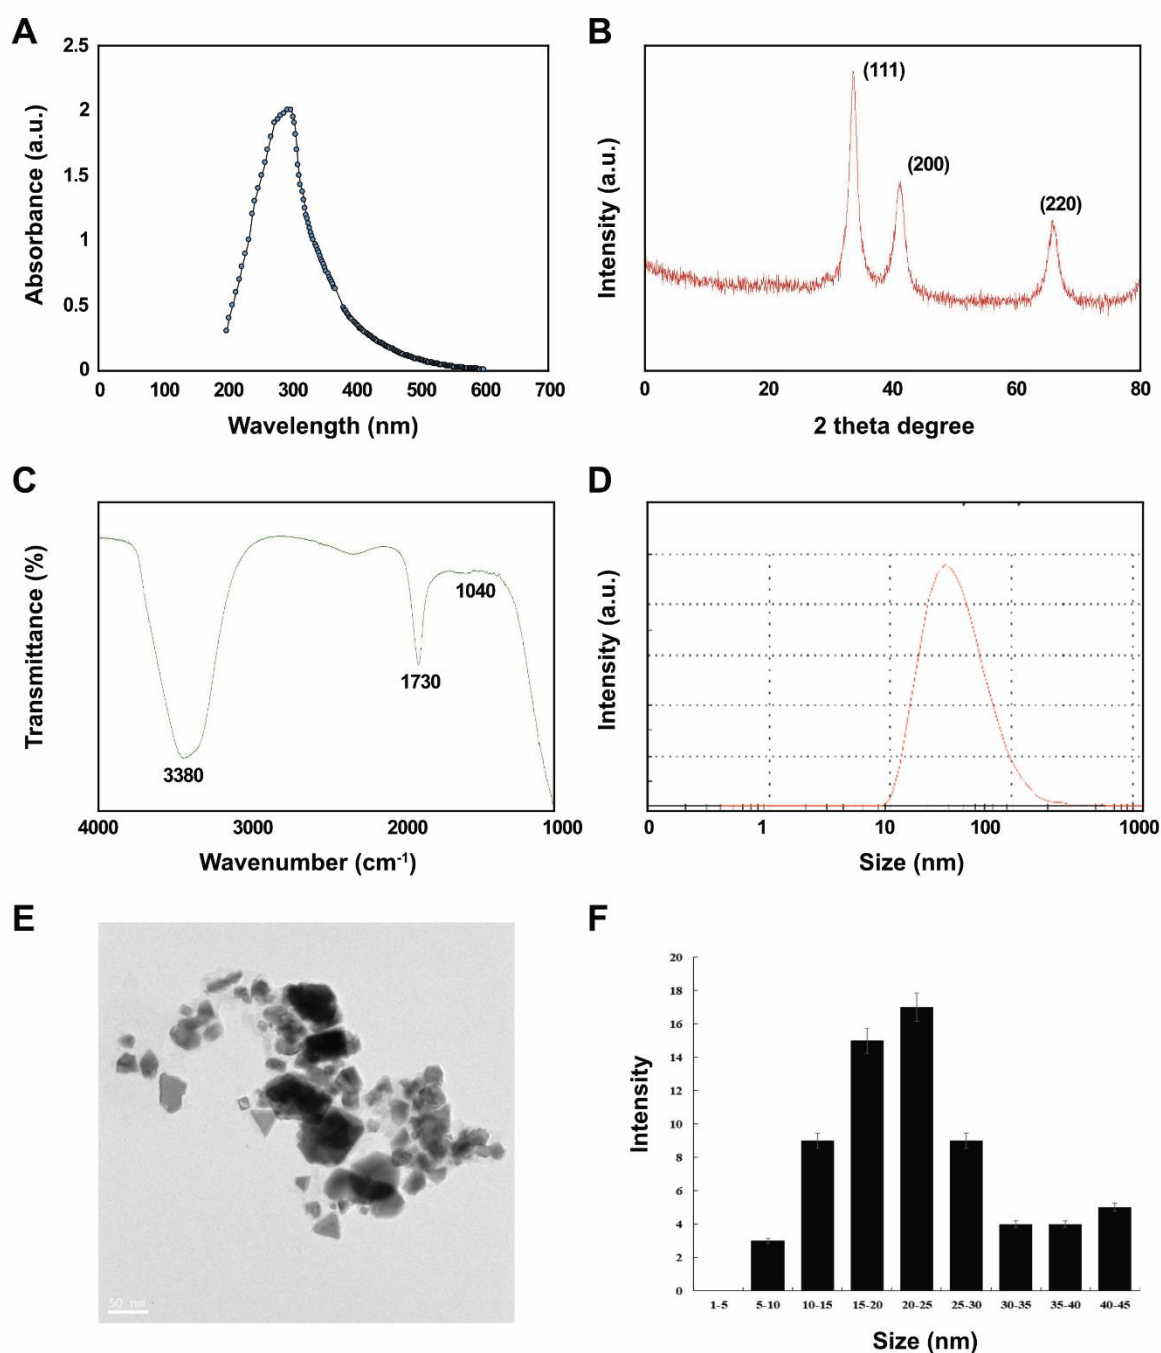 A
2.5
2
1.5
1
0.5
0
0 100 200 300 400 500 600 700
Absorbance (a.u.)
Wavelength (nm)
B
(111)
(200)
(220)
0 20 40 60 80
Intensity (a.u.)
2 theta degree
C
3380
1730
1040
4000 3000 2000 1000
Transmittance (%)
Wavenumber (cm⁻¹)
D
0 1 10 100 1000
Intensity (a.u.)
Size (nm)
E
50 nm
F
20
18
16
14
12
10
8
6
4
2
0
1-5 5-10 10-15 15-20 20-25 25-30 30-35 35-40 40-45
Intensity
Size (nm)